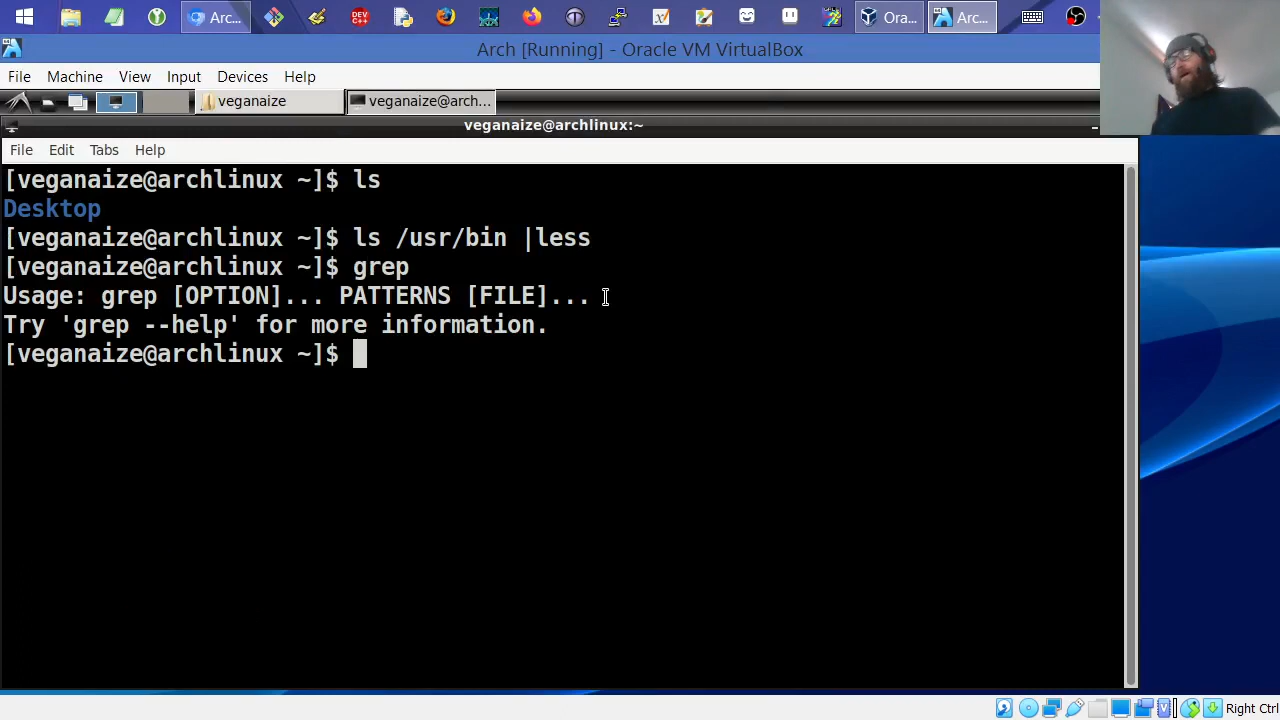 Arc...
Ora...
Arc...
Arch [Running] - Oracle VM VirtualBox
File Machine View Input Devices Help
veganaize
veganaize@arch...
veganaize@archlinux:~
File Edit Tabs Help
[veganaize@archlinux ~]$ ls
Desktop
[veganaize@archlinux ~]$ ls /usr/bin |less
[veganaize@archlinux ~]$ grep
Usage: grep [OPTION]... PATTERNS [FILE]...
Try 'grep --help' for more information.
[veganaize@archlinux ~]$
Right Ctrl